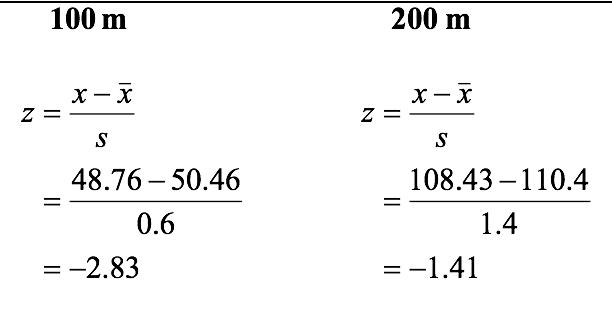 100 m
z = (x − x̄)/s
= (48.76 − 50.46)/0.6
= −2.83
200 m
z = (x − x̄)/s
= (108.43 − 110.4)/1.4
= −1.41